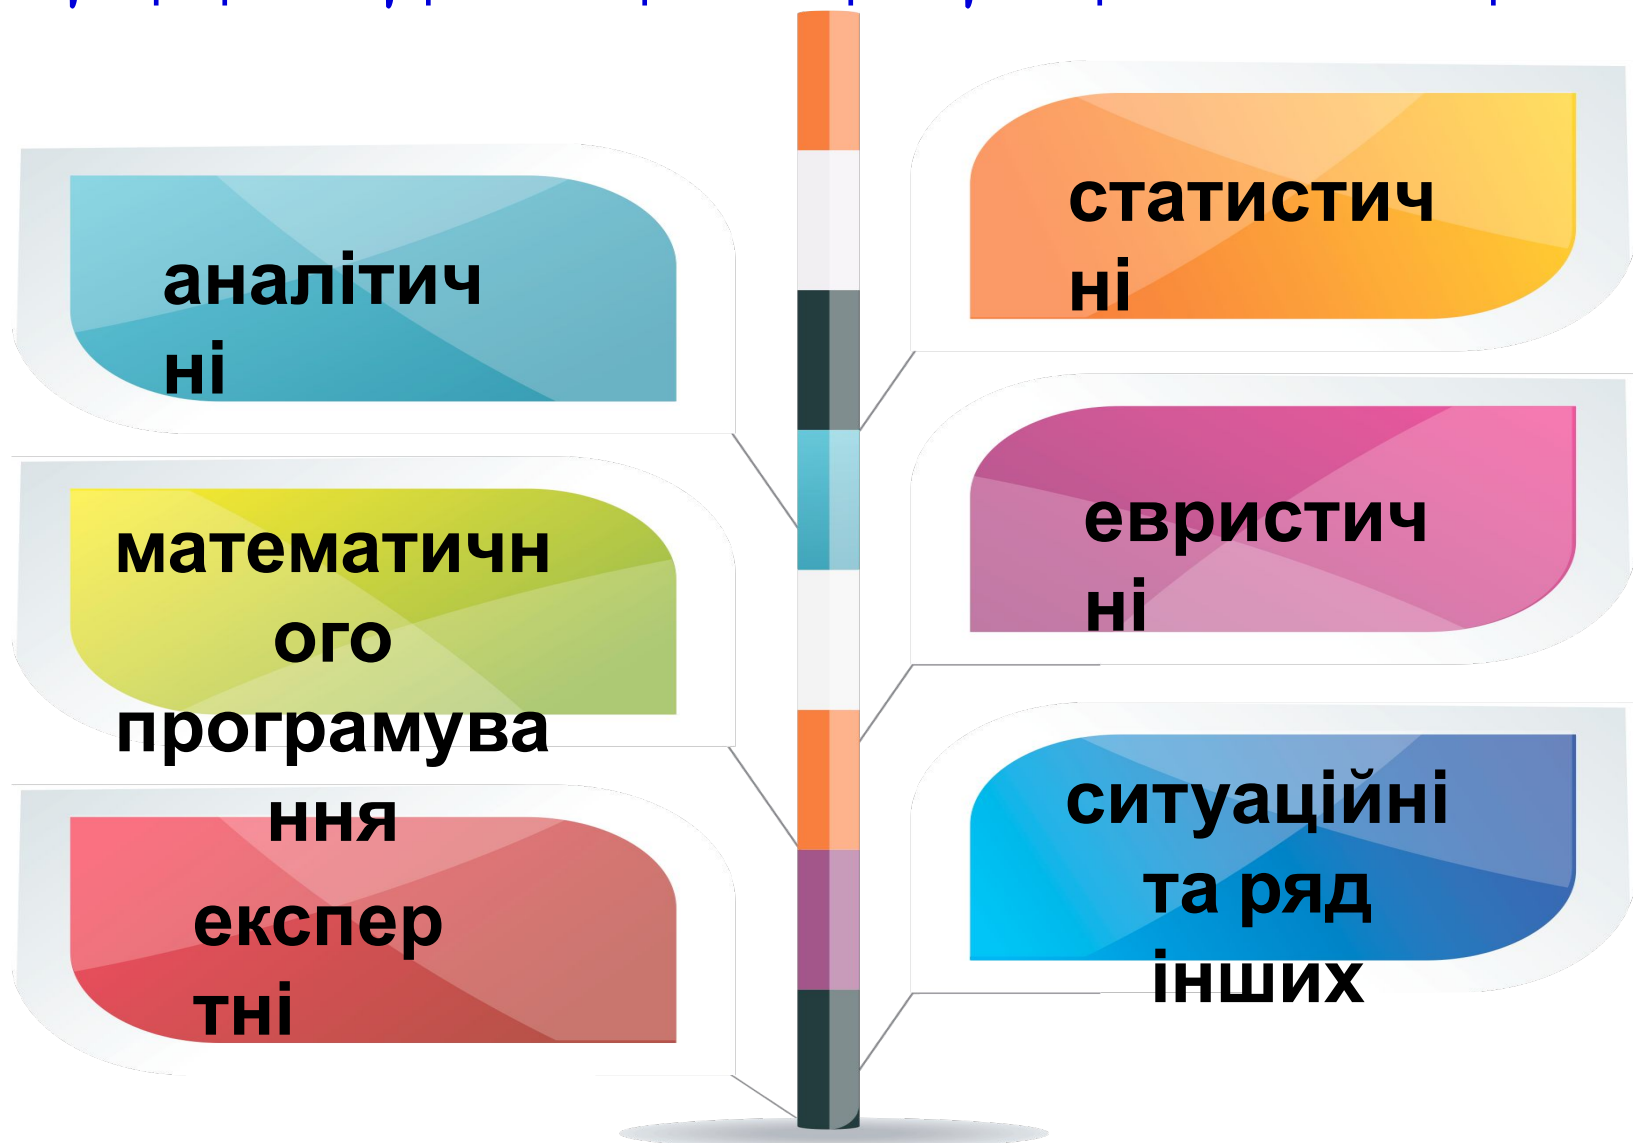 аналітич
ні
статистич
ні
математичн
ого
програмува
ння
евристич
ні
експер
тні
ситуаційні
та ряд
інших